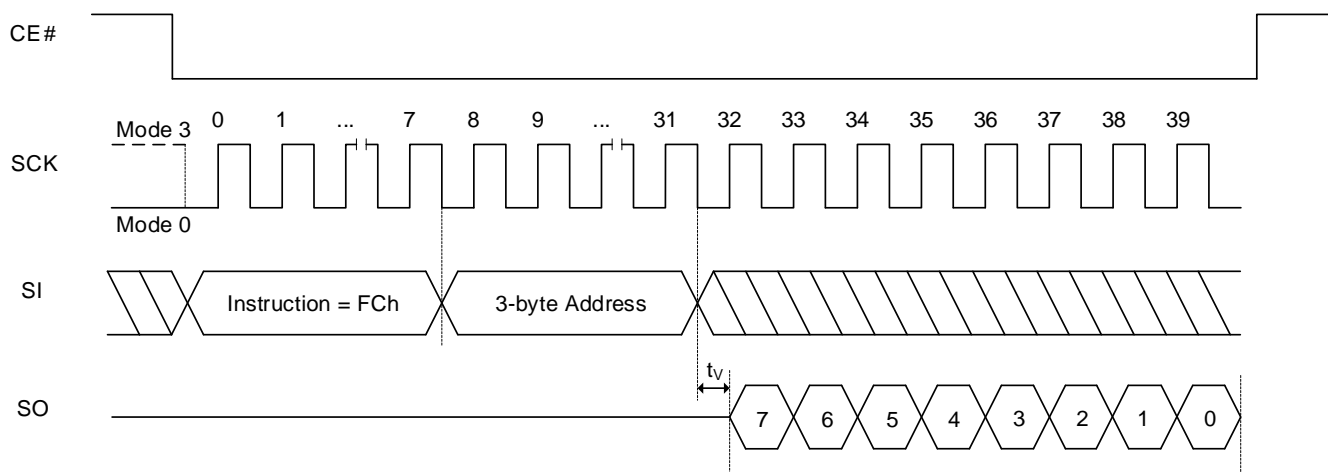 CE#
Mode 3 0 1 ... 7 8 9 ... 31 32 33 34 35 36 37 38 39
SCK
Mode 0
SI Instruction = FCh 3-byte Address
tV
SO 7 6 5 4 3 2 1 0